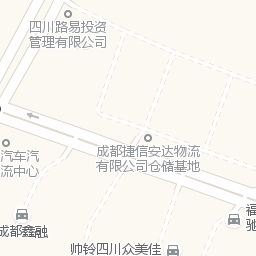 四川路易投资
管理有限公司
成都捷信安达物流
有限公司仓储基地
汽车汽
流中心
福
驰
成都鑫融
帅铃四川众美佳